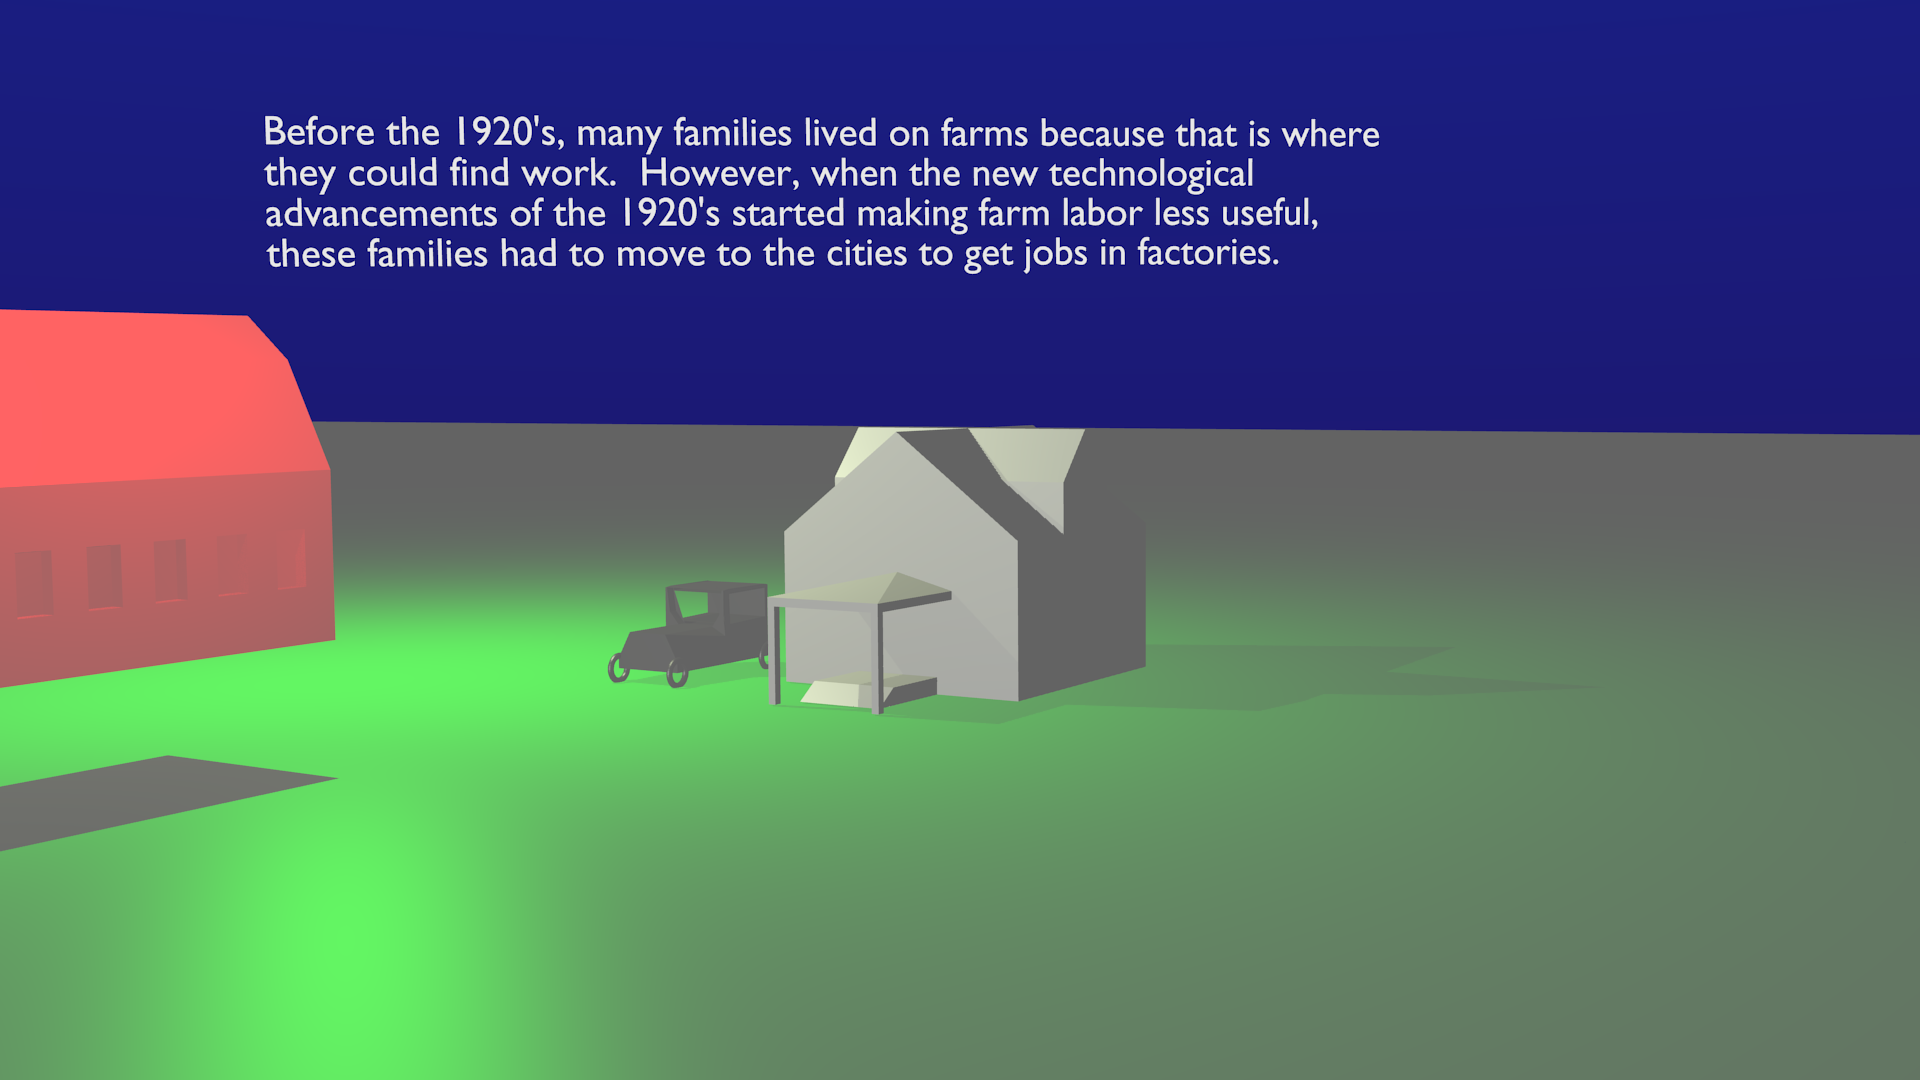 Before the 1920's, many families lived on farms because that is where
they could find work.  However, when the new technological
advancements of the 1920's started making farm labor less useful,
these families had to move to the cities to get jobs in factories.